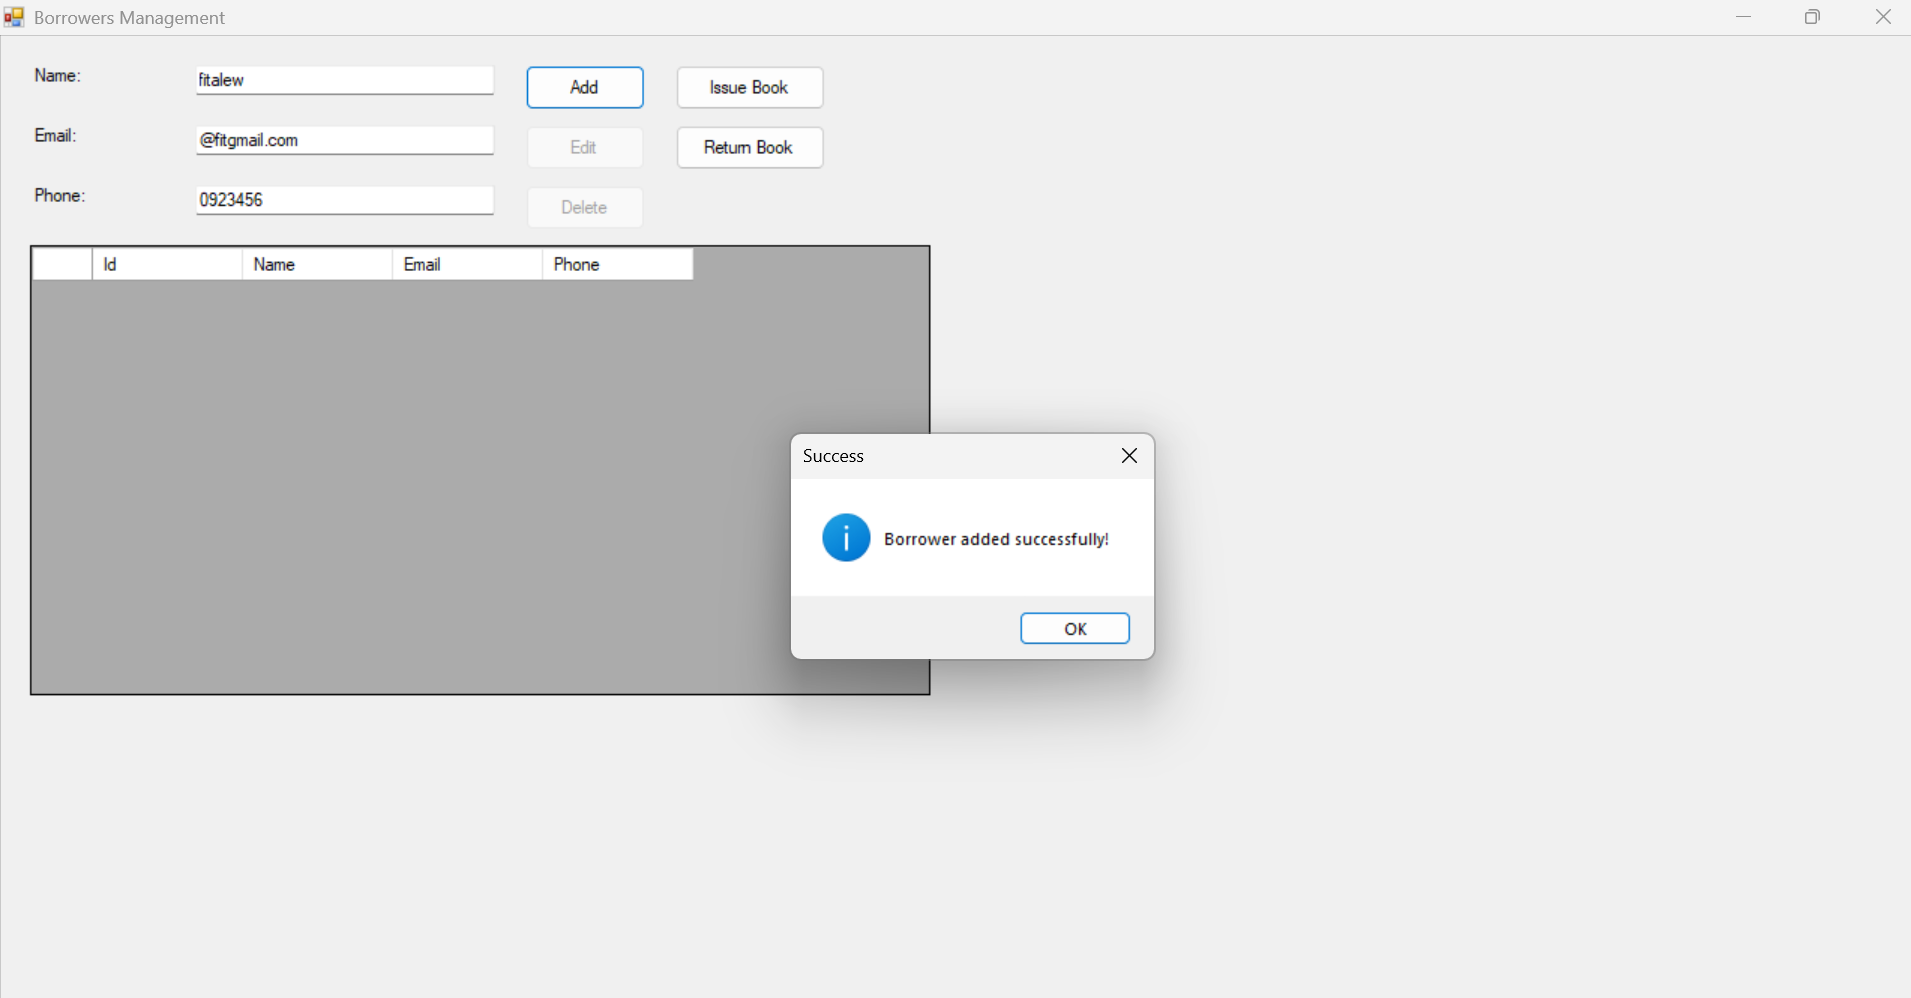 Borrowers Management
Name:
fitalew
Add
Issue Book
Email:
@fitgmail.com
Edit
Return Book
Phone:
0923456
Delete
Id Name Email Phone
Success
Borrower added successfully!
OK